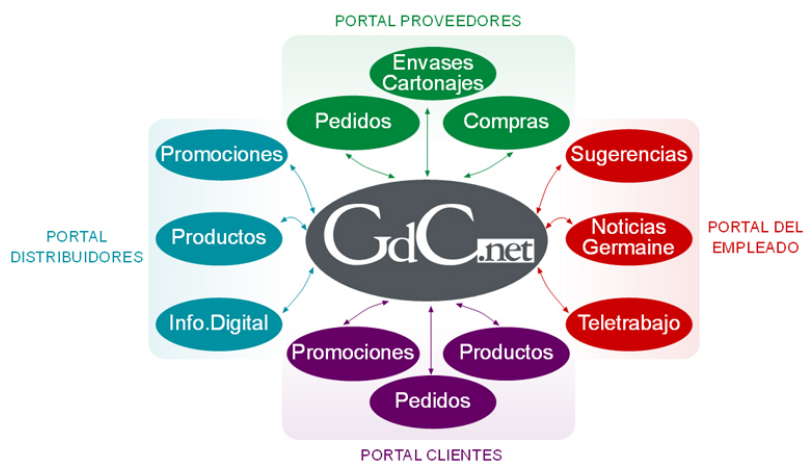 PORTAL PROVEEDORES
Envases
Cartonajes
Pedidos
Compras
Promociones
Sugerencias
PORTAL
DISTRIBUIDORES
Productos
GdC.net
Noticias
Germaine
PORTAL DEL
EMPLEADO
Info.Digital
Teletrabajo
Promociones
Productos
Pedidos
PORTAL CLIENTES